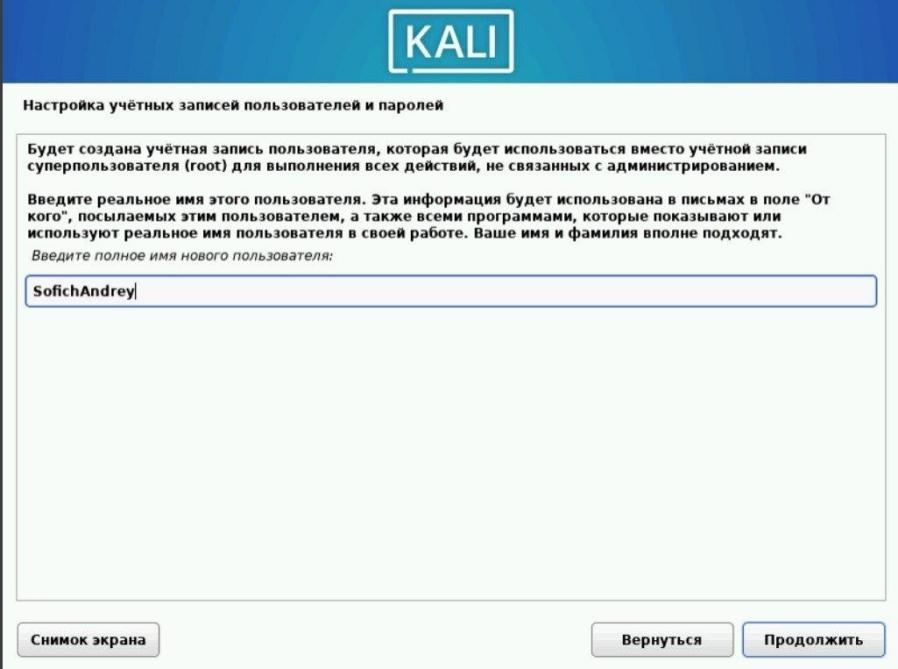 KALI
Настройка учётных записей пользователей и паролей
Будет создана учётная запись пользователя, которая будет использоваться вместо учётной записи
суперпользователя (root) для выполнения всех действий, не связанных с администрированием.
Введите реальное имя этого пользователя. Эта информация будет использована в письмах в поле "От
кого", посылаемых этим пользователем, а также всеми программами, которые показывают или
используют реальное имя пользователя в своей работе. Ваше имя и фамилия вполне подходят.
Введите полное имя нового пользователя:
SofichAndrey
Снимок экрана
Вернуться
Продолжить